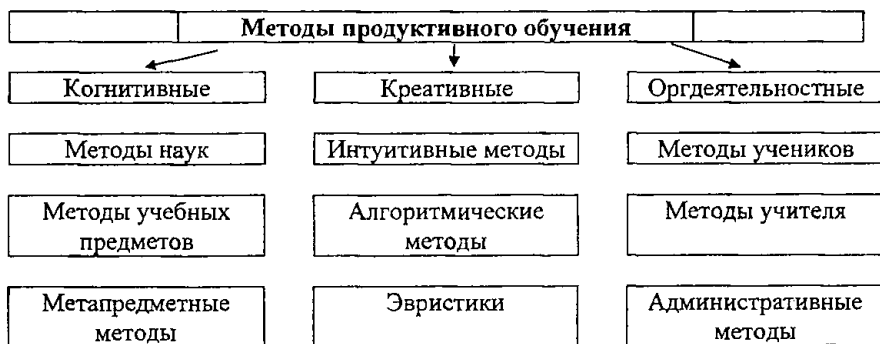 Методы продуктивного обучения
Когнитивные
Креативные
Оргдеятельностные
Методы наук
Интуитивные методы
Методы учеников
Методы учебных
предметов
Алгоритмические
методы
Методы учителя
Метапредметные
методы
Эвристики
Административные
методы